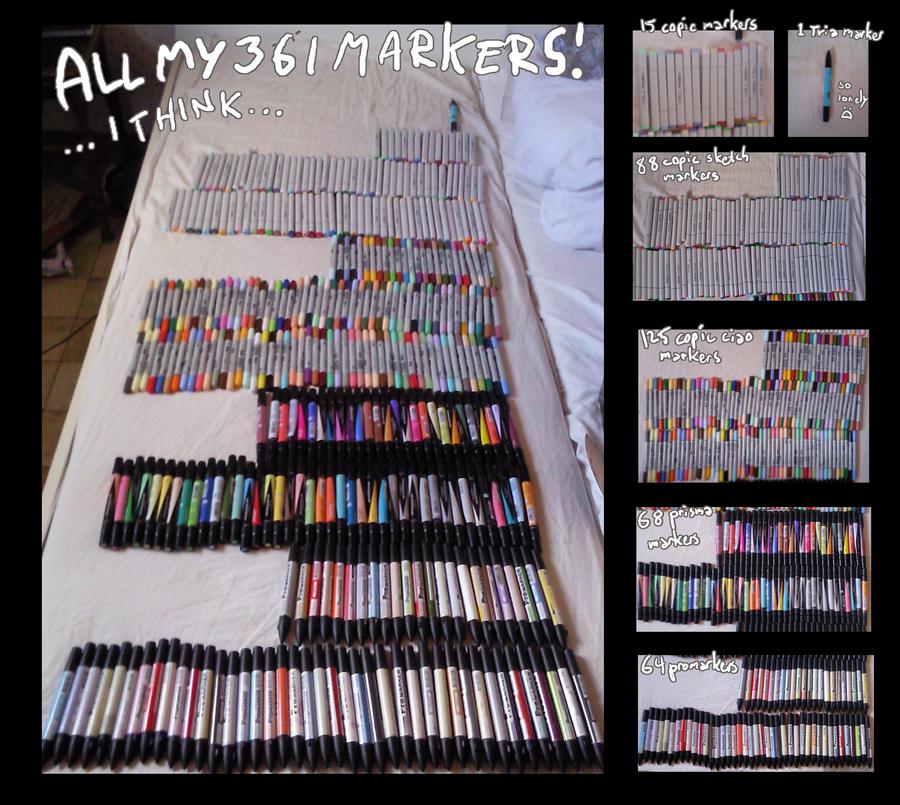 ALL MY 361 MARKERS!
... I THINK...
15 copic markers
1 Tria marker
so
lonely
88 copic sketch
markers
125 copic ciao
markers
68 prisma
markers
64 promarkers